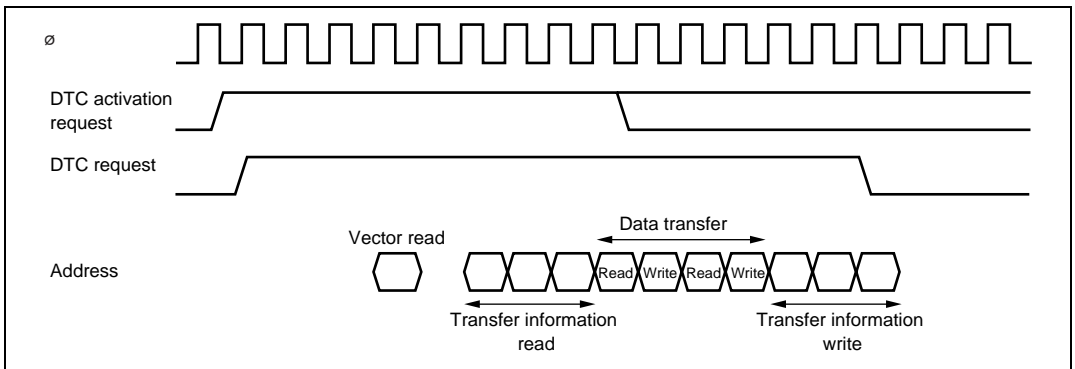 ø
DTC activation
request
DTC request
Data transfer
Vector read
Address
Read Write Read Write
Transfer information
read
Transfer information
write